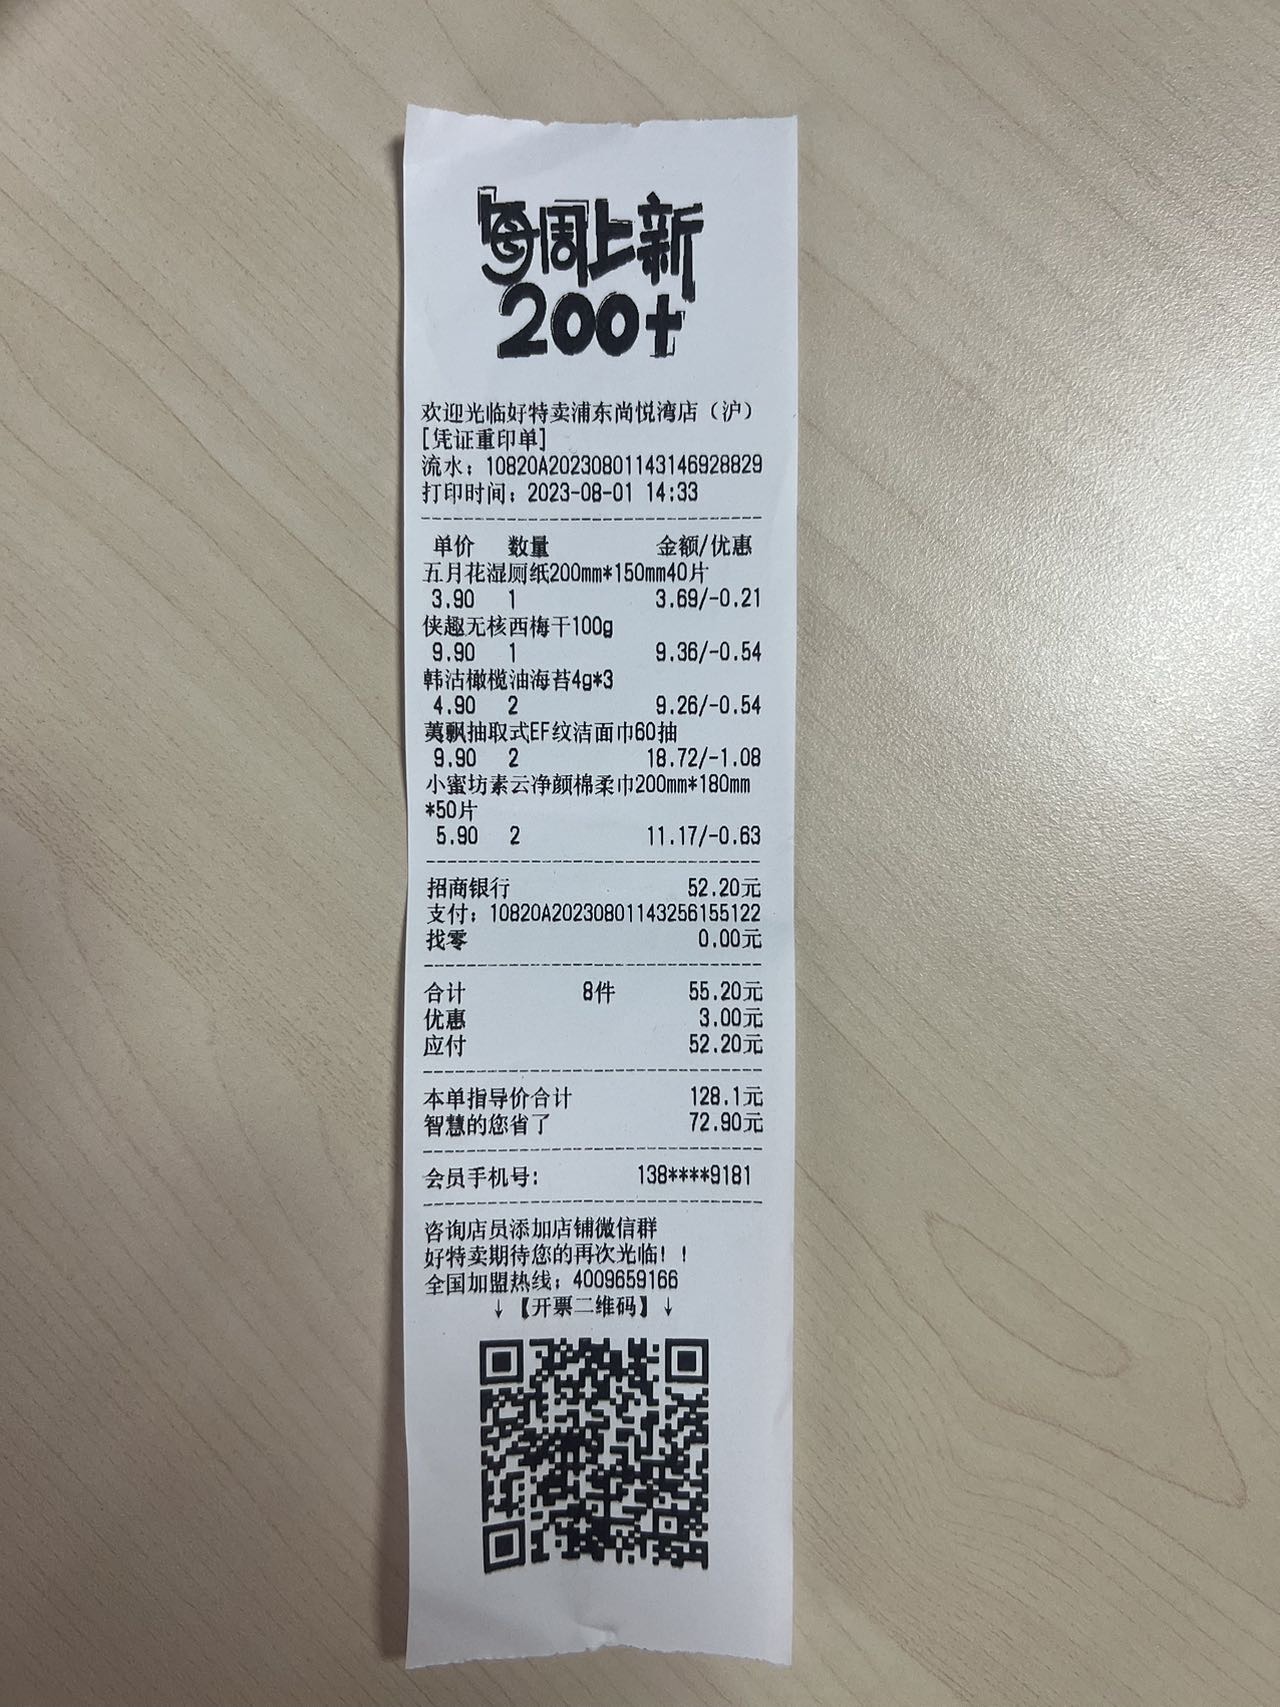 每周上新
200+
欢迎光临好特卖浦东尚悦湾店（沪）
[凭证重印单]
流水：10820A20230801143146928829
打印时间：2023-08-01 14:33
单价 数量 金额/优惠
五月花湿厕纸200mm*150mm40片
3.90 1 3.69/-0.21
侠趣无核西梅干100g
9.90 1 9.36/-0.54
韩沽橄榄油海苔4g*3
4.90 2 9.26/-0.54
抽取式EF纹洁面巾60抽
9.90 2 18.72/-1.08
小蜜坊素云净颜棉柔巾200mm*180mm
*50片
5.90 2 11.17/-0.63
招商银行 52.20元
支付：10820A20230801143256155122
找零 0.00元
合计 8件 55.20元
优惠 3.00元
应付 52.20元
本单指导价合计 128.1元
智慧的您省了 72.90元
会员手机号: 138****9181
咨询店员添加店铺微信群
好特卖期待您的再次光临！！
全国加盟热线：4009659166
↓【开票二维码】↓